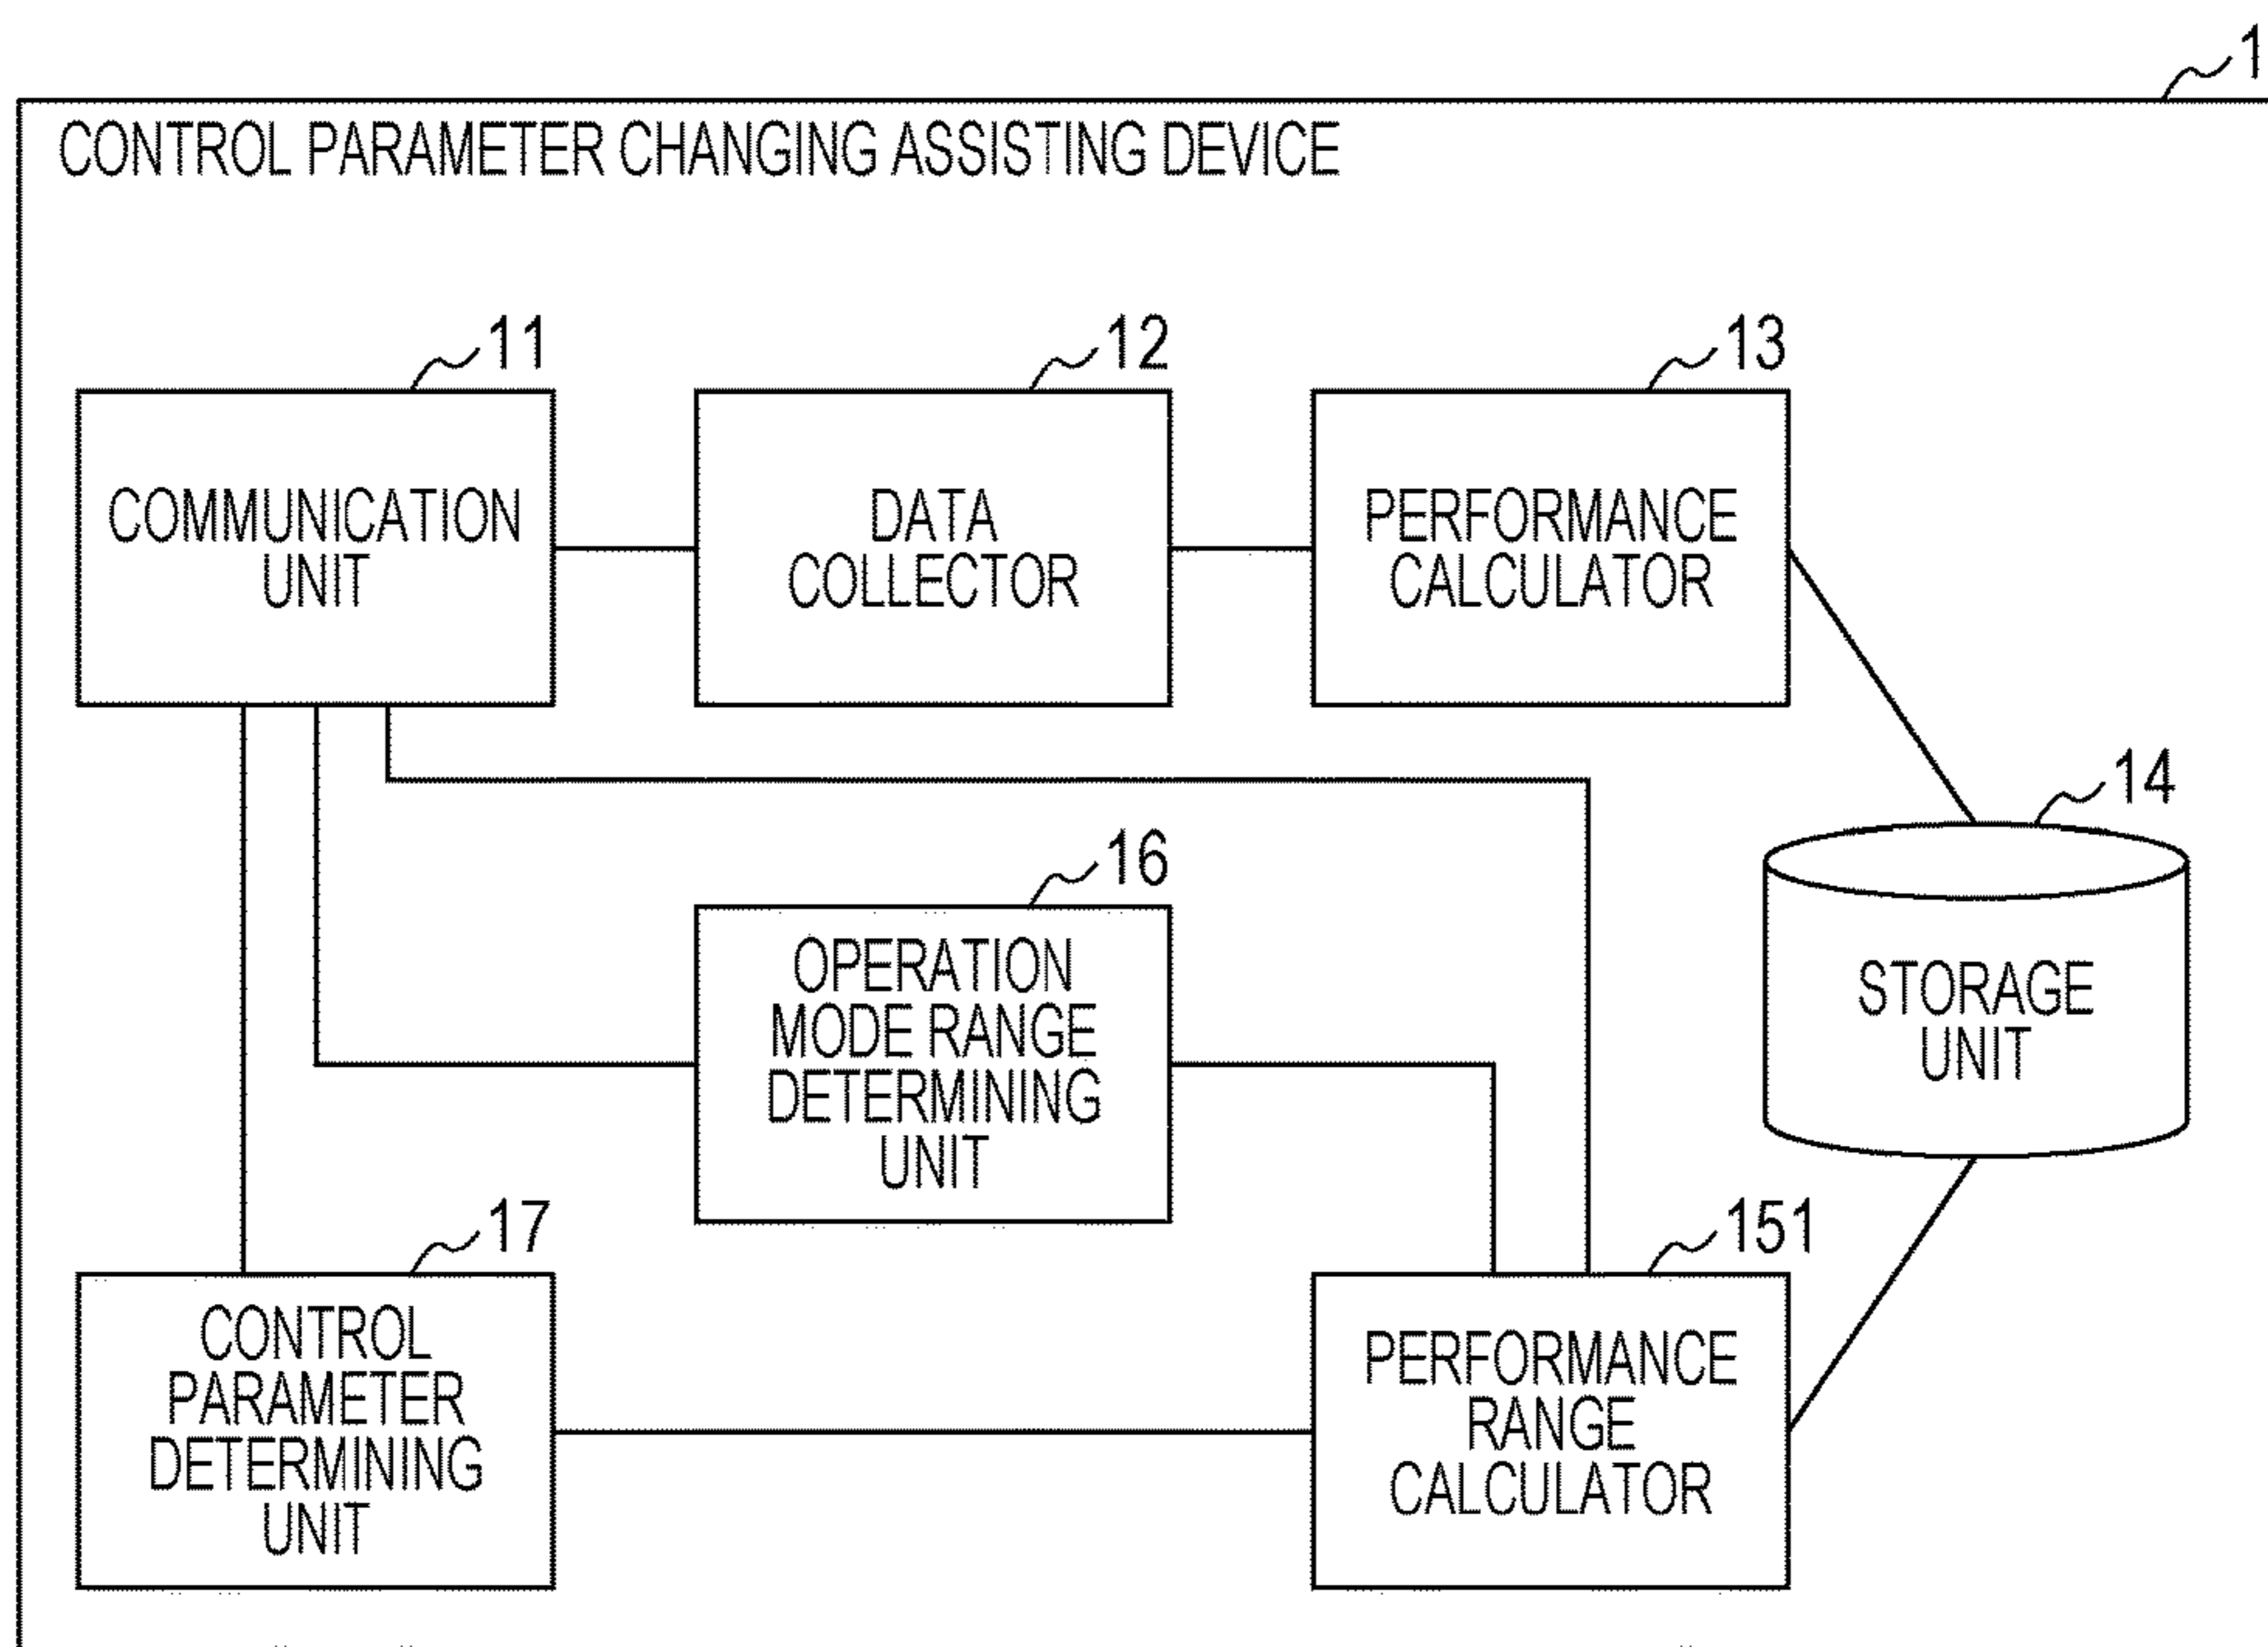 1
CONTROL PARAMETER CHANGING ASSISTING DEVICE
11
12
13
COMMUNICATION
UNIT
DATA
COLLECTOR
PERFORMANCE
CALCULATOR
14
STORAGE
UNIT
16
OPERATION
MODE RANGE
DETERMINING
UNIT
17
CONTROL
PARAMETER
DETERMINING
UNIT
151
PERFORMANCE
RANGE
CALCULATOR